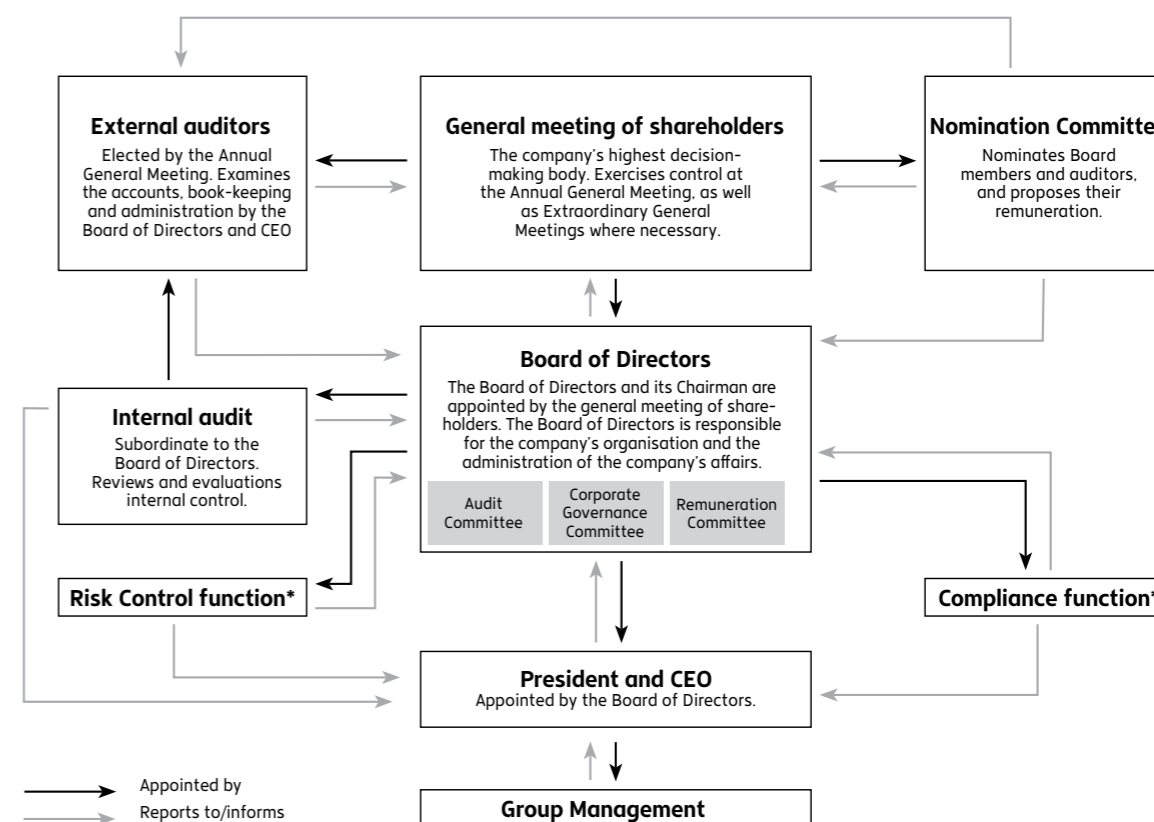 External auditors
Elected by the Annual
General Meeting. Examines
the accounts, book-keeping
and administration by the
Board of Directors and CEO
General meeting of shareholders
The company's highest decision-
making body. Exercises control at
the Annual General Meeting, as well
as Extraordinary General
Meetings where necessary.
Nomination Committe
Nominates Board
members and auditors,
and proposes their
remuneration.
Board of Directors
The Board of Directors and its Chairman are
appointed by the general meeting of share-
holders. The Board of Directors is responsible
for the company's organisation and the
administration of the company's affairs.
Audit
Committee
Corporate
Governance
Committee
Remuneration
Committee
Internal audit
Subordinate to the
Board of Directors.
Reviews and evaluations
internal control.
Risk Control function*
Compliance function*
President and CEO
Appointed by the Board of Directors.
Appointed by
Reports to/informs
Group Management